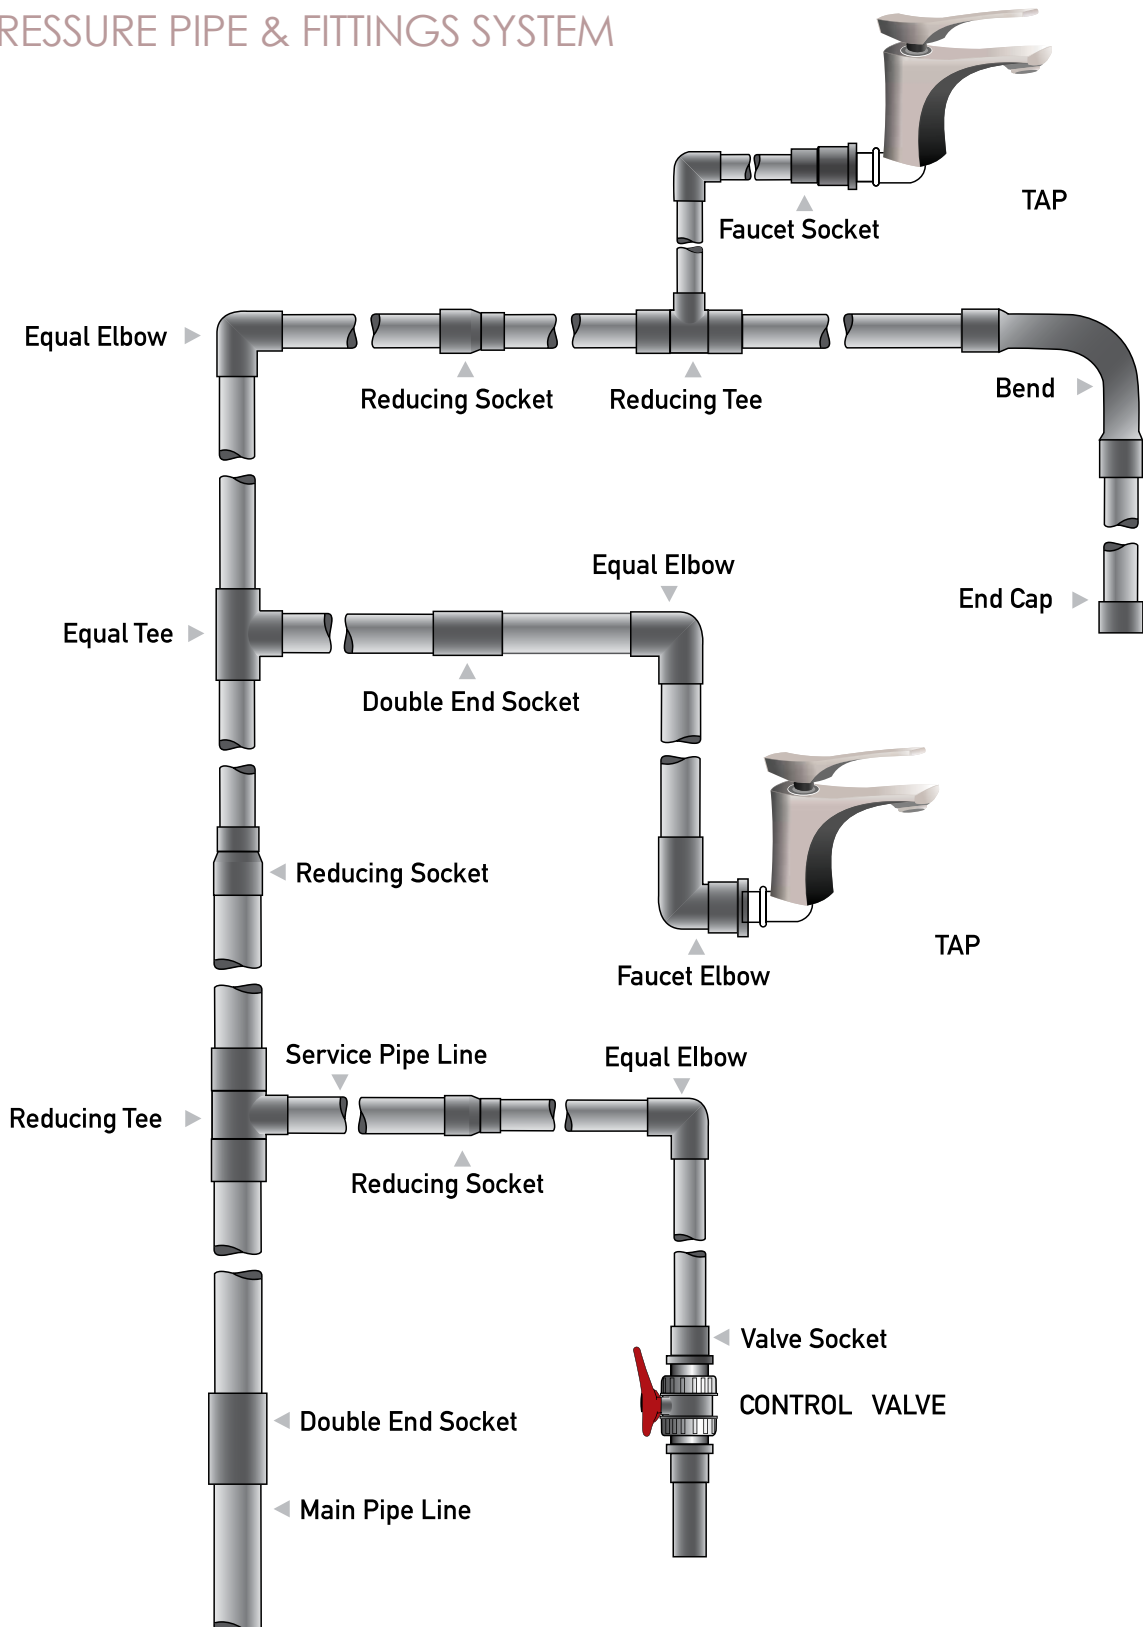 RESSURE PIPE & FITTINGS SYSTEM
TAP
Faucet Socket
Equal Elbow
Reducing Socket
Reducing Tee
Bend
Equal Elbow
End Cap
Equal Tee
Double End Socket
Reducing Socket
TAP
Faucet Elbow
Service Pipe Line
Equal Elbow
Reducing Tee
Reducing Socket
Valve Socket
CONTROL VALVE
Double End Socket
Main Pipe Line